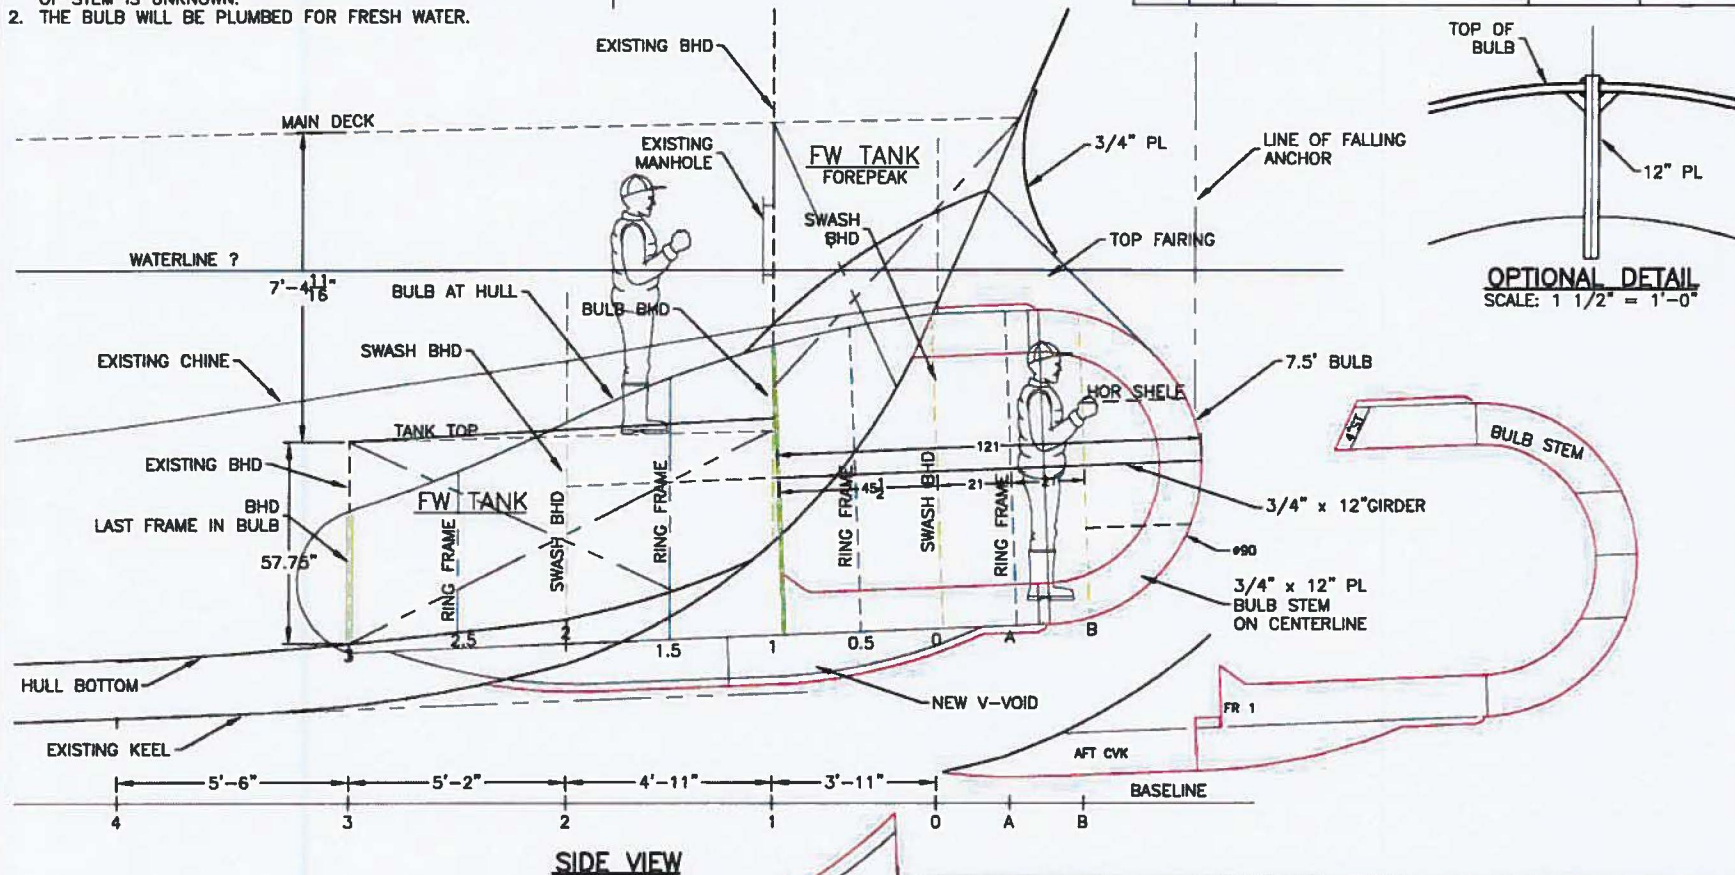 OF STEM IS UNKNOWN.
2. THE BULB WILL BE PLUMBED FOR FRESH WATER.
EXISTING BHD
TOP OF
BULB
MAIN DECK
EXISTING
MANHOLE
FW TANK
FOREPEAK
3/4" PL
LINE OF FALLING
ANCHOR
12" PL
SWASH
BHD
TOP FAIRING
WATERLINE ?
7'-4 11/16"
BULB AT HULL
BULB BHD
OPTIONAL DETAIL
SCALE: 1 1/2" = 1'-0"
EXISTING CHINE
SWASH BHD
7.5' BULB
HOR SHELF
TANK TOP
4"ST
BULB STEM
EXISTING BHD
121
BHD
LAST FRAME IN BULB
FW TANK
45 1/2
21
3/4" x 12"GIRDER
RING FRAME
SWASH BHD
RING FRAME
RING FRAME
SWASH BHD
RING FRAME
57.75"
ø90
3/4" x 12" PL
BULB STEM
ON CENTERLINE
3
2.5
2
1.5
1
0.5
0
A
B
HULL BOTTOM
NEW V-VOID
FR 1
EXISTING KEEL
AFT CVK
5'-6"
5'-2"
4'-11"
3'-11"
BASELINE
4
3
2
1
0
A
B
SIDE VIEW